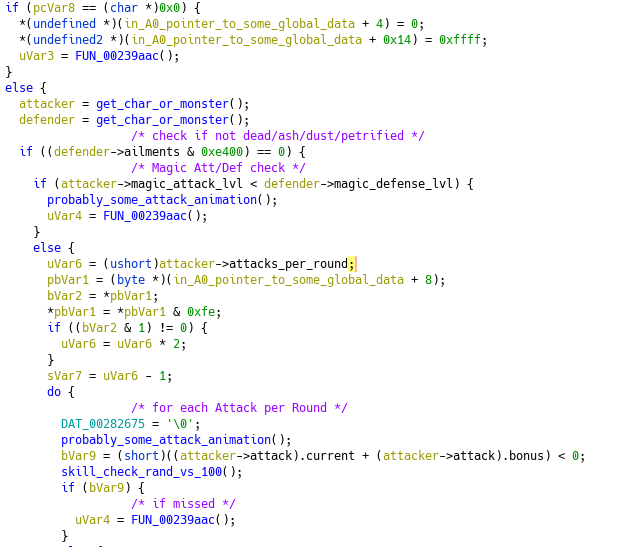 if (pcVar8 == (char *)0x0) {
  *(undefined *)(in_A0_pointer_to_some_global_data + 4) = 0;
  *(undefined2 *)(in_A0_pointer_to_some_global_data + 0x14) = 0xffff;
  uVar3 = FUN_00239aac();
}
else {
  attacker = get_char_or_monster();
  defender = get_char_or_monster();
                  /* check if not dead/ash/dust/petrified */
  if ((defender->ailments & 0xe400) == 0) {
                  /* Magic Att/Def check */
    if (attacker->magic_attack_lvl < defender->magic_defense_lvl) {
      probably_some_attack_animation();
      uVar4 = FUN_00239aac();
    }
    else {
      uVar6 = (ushort)attacker->attacks_per_round;
      pbVar1 = (byte *)(in_A0_pointer_to_some_global_data + 8);
      bVar2 = *pbVar1;
      *pbVar1 = *pbVar1 & 0xfe;
      if ((bVar2 & 1) != 0) {
        uVar6 = uVar6 * 2;
      }
      sVar7 = uVar6 - 1;
      do {
                  /* for each Attack per Round */
        DAT_00282675 = '\0';
        probably_some_attack_animation();
        bVar9 = (short)((attacker->attack).current + (attacker->attack).bonus) < 0;
        skill_check_rand_vs_100();
        if (bVar9) {
                  /* if missed */
          uVar4 = FUN_00239aac();
        }